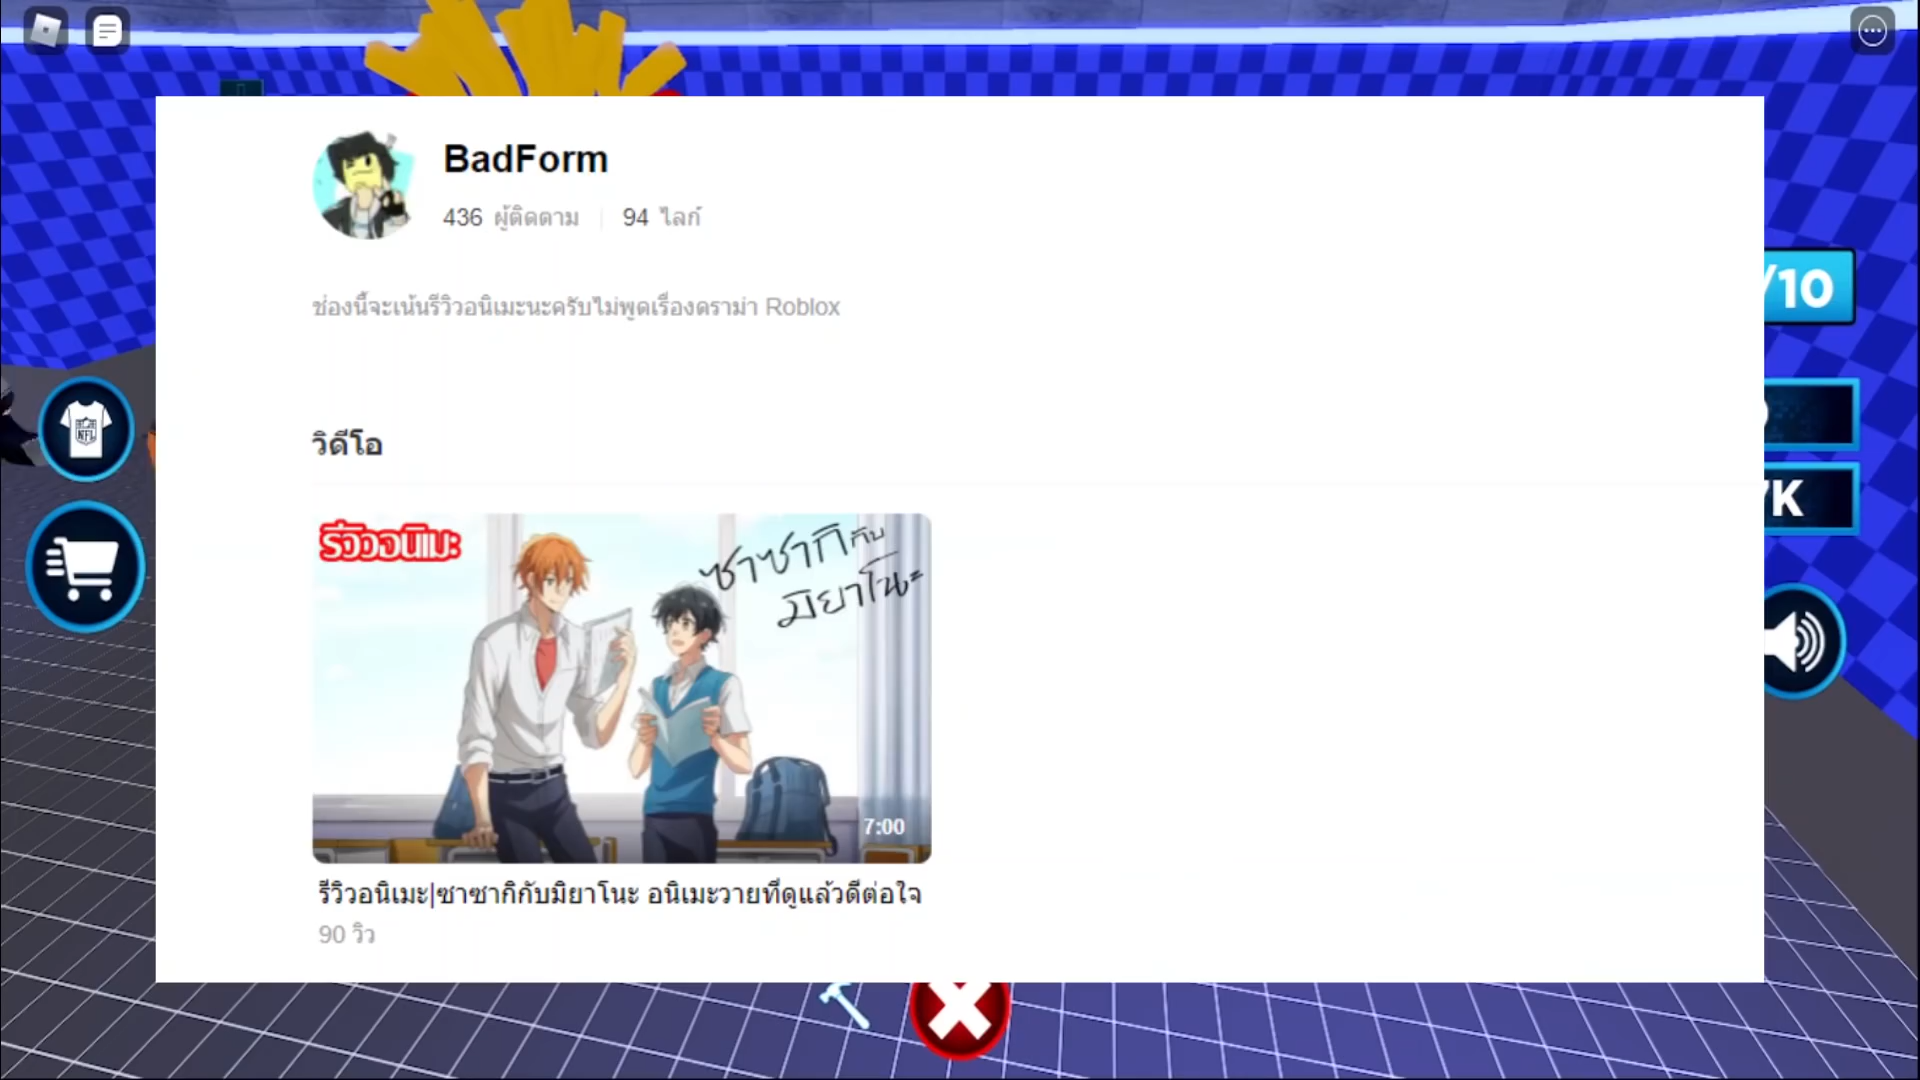 BadForm
436 ผู้ติดตาม 94 ไลก์
/10
ช่องนี้จะเน้นรีวิวอนิเมะนะครับไม่พูดเรื่องดราม่า Roblox
NFL
วิดีโอ
K
รีวิวอนิเมะ
ซาซากิกับ
มิยาโนะ
7:00
รีวิวอนิเมะ|ซาซากิกับมิยาโนะ อนิเมะวายที่ดูแล้วดีต่อใจ
90 วิว